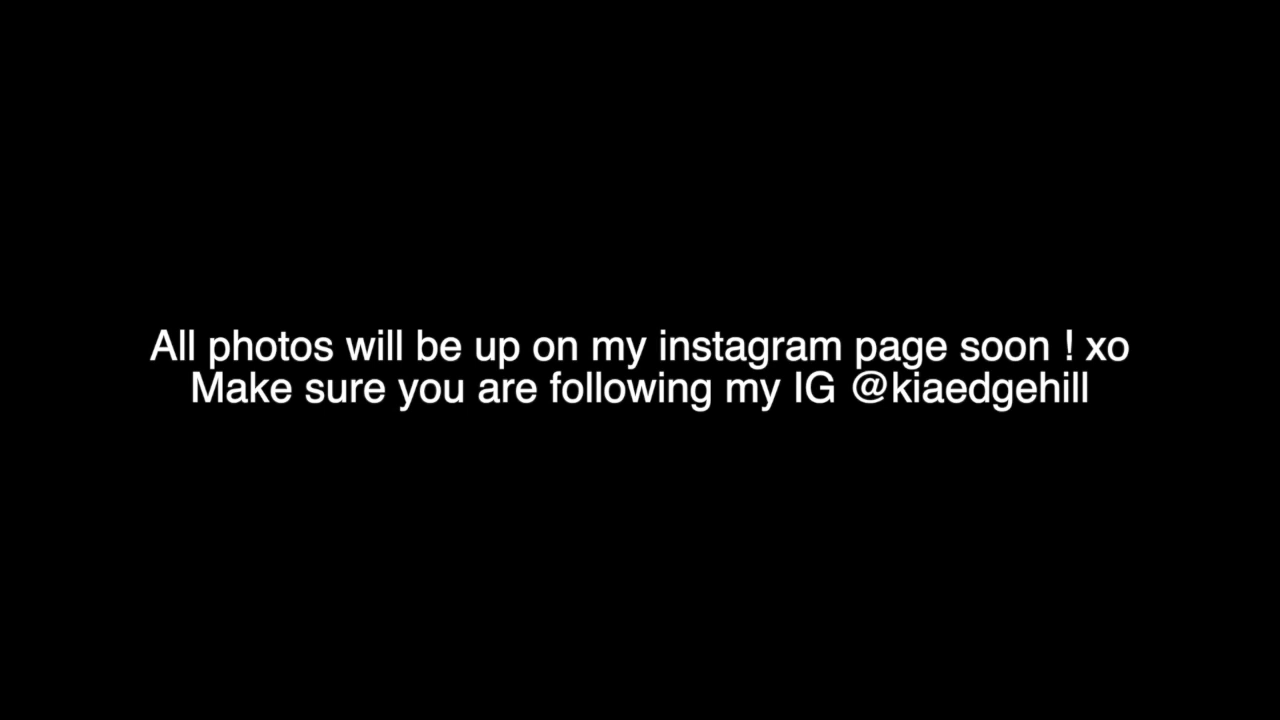 All photos will be up on my instagram page soon ! xo
Make sure you are following my IG @kiaedgehill